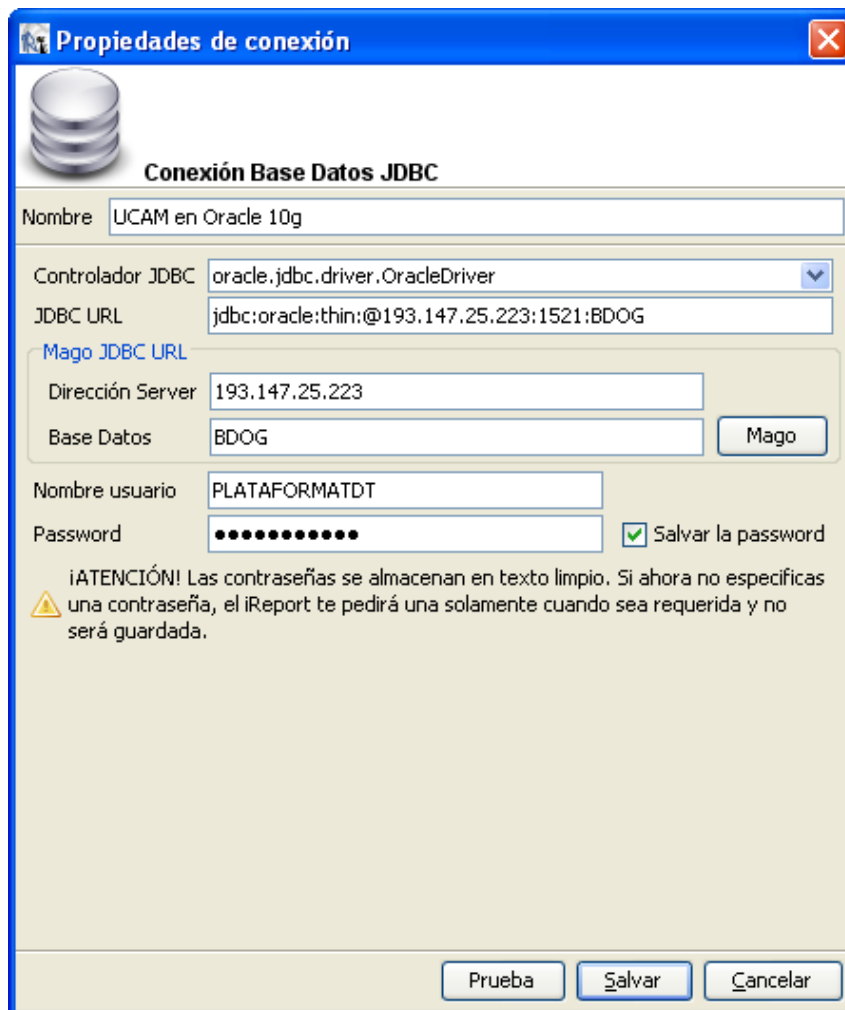 Propiedades de conexión
Conexión Base Datos JDBC
Nombre UCAM en Oracle 10g
Controlador JDBC oracle.jdbc.driver.OracleDriver
JDBC URL jdbc:oracle:thin:@193.147.25.223:1521:BDOG
Mago JDBC URL
Dirección Server 193.147.25.223
Base Datos BDOG Mago
Nombre usuario PLATAFORMATDT
Password ●●●●●●●●●●● Salvar la password
¡ATENCIÓN! Las contraseñas se almacenan en texto limpio. Si ahora no especificas
una contraseña, el iReport te pedirá una solamente cuando sea requerida y no
será guardada.
Prueba Salvar Cancelar